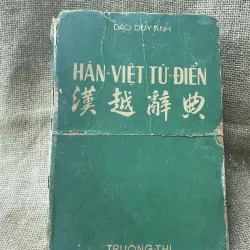 ĐÀO DUY ANH
HÁN-VIỆT TỪ-ĐIỂN
漢越辭典
TRƯỜNG THI